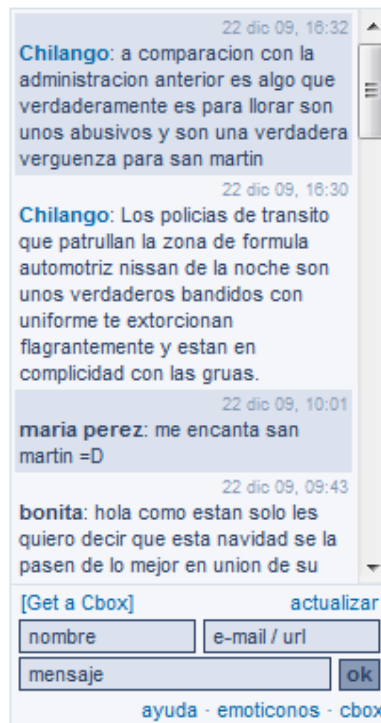 22 dic 09, 16:32
Chilango: a comparacion con la
administracion anterior es algo que
verdaderamente es para llorar son
unos abusivos y son una verdadera
verguenza para san martin
22 dic 09, 16:30
Chilango: Los policias de transito
que patrullan la zona de formula
automotriz nissan de la noche son
unos verdaderos bandidos con
uniforme te extorcionan
flagrantemente y estan en
complicidad con las gruas.
22 dic 09, 10:01
maria perez: me encanta san
martin =D
22 dic 09, 09:43
bonita: hola como estan solo les
quiero decir que esta navidad se la
pasen de lo mejor en union de su
[Get a Cbox] actualizar
nombre e-mail / url
mensaje ok
ayuda · emoticonos · cbox